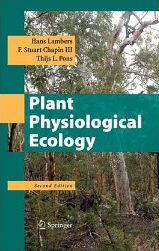 Hans Lambers
F. Stuart Chapin III
Thijs L. Pons
Plant
Physiological
Ecology
Second Edition
Springer